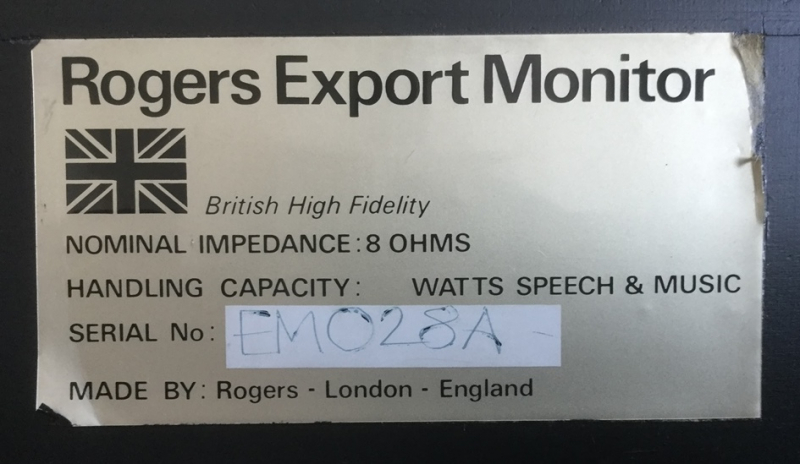 Rogers Export Monitor
British High Fidelity
NOMINAL IMPEDANCE: 8 OHMS
HANDLING CAPACITY: WATTS SPEECH & MUSIC
SERIAL No: EM028A -
MADE BY: Rogers - London - England